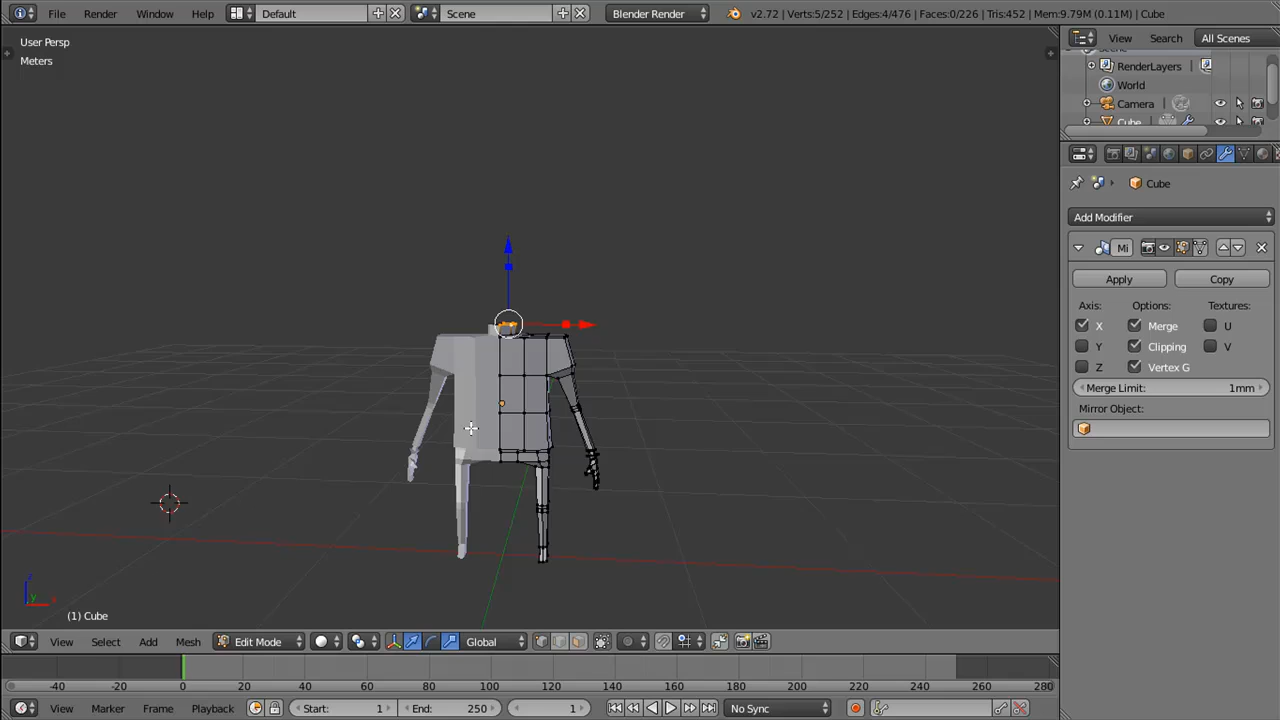 File Render Window Help Default Scene Blender Render v2.72 | Verts:5/252 | Edges:4/476 | Faces:0/226 | Tris:452 | Mem:9.79M (0.11M) | Cube
User Persp
Meters
View Search All Scenes
RenderLayers
World
Camera
Cube
Cube
Add Modifier
Mi
Apply Copy
Axis: Options: Textures:
X Merge U
Y Clipping V
Z Vertex G
Merge Limit: 1mm
Mirror Object:
(1) Cube
View Select Add Mesh Edit Mode Global
-40 -20 0 20 40 60 80 100 120 140 160 180 200 220 240 260 280
View Marker Frame Playback Start: 1 End: 250 1 No Sync